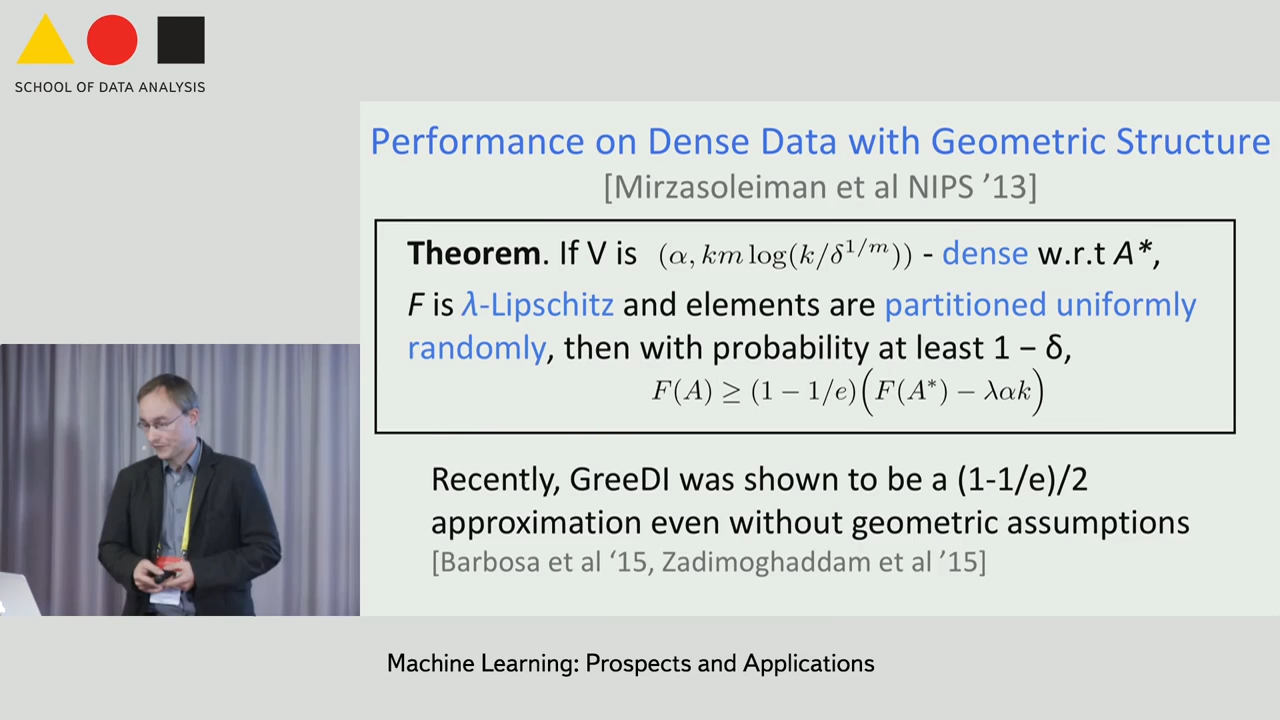 SCHOOL OF DATA ANALYSIS
Performance on Dense Data with Geometric Structure
[Mirzasoleiman et al NIPS ’13]
Theorem. If V is (α, km log(k/δ^{1/m})) - dense w.r.t A*,
F is λ-Lipschitz and elements are partitioned uniformly
randomly, then with probability at least 1 − δ,
F(A) ≥ (1 − 1/e)(F(A*) − λαk)
Recently, GreeDI was shown to be a (1-1/e)/2
approximation even without geometric assumptions
[Barbosa et al ‘15, Zadimoghaddam et al ’15]
Machine Learning: Prospects and Applications